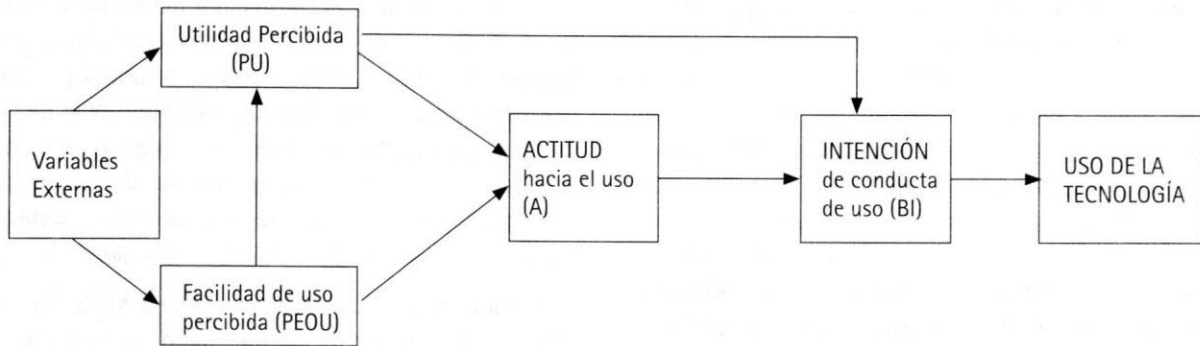 Utilidad Percibida
(PU)
Variables
Externas
Facilidad de uso
percibida (PEOU)
ACTITUD
hacia el uso
(A)
INTENCIÓN
de conducta
de uso (BI)
USO DE LA
TECNOLOGÍA